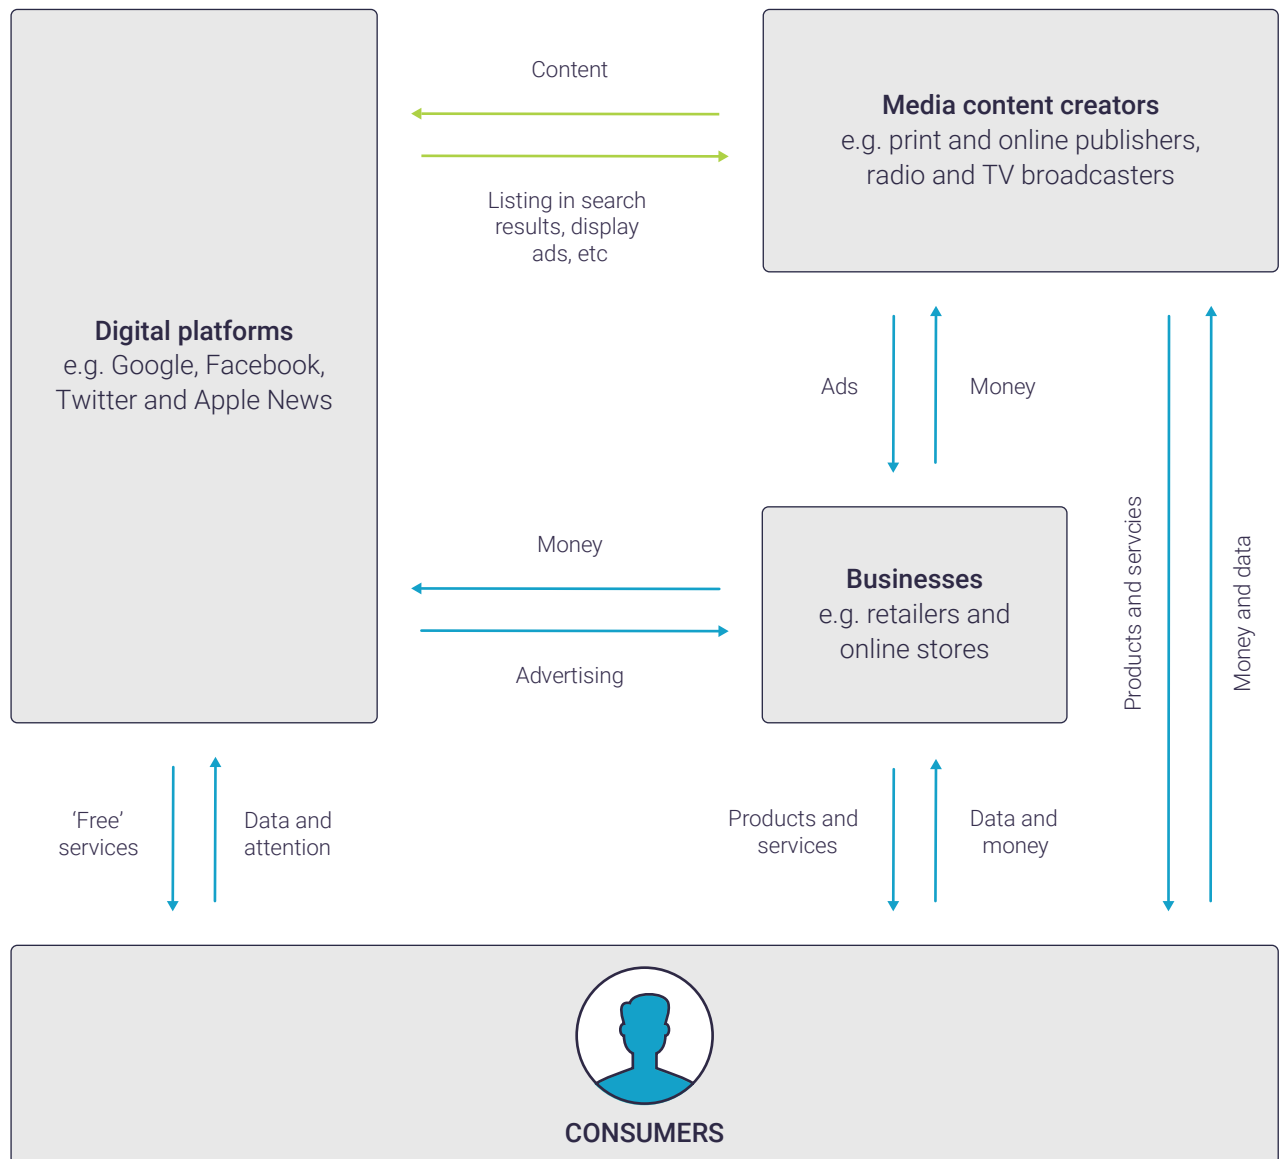 Content
Media content creators
e.g. print and online publishers,
radio and TV broadcasters
Listing in search
results, display
ads, etc
Digital platforms
e.g. Google, Facebook,
Twitter and Apple News
Ads
Money
Products and servcies
Money and data
Money
Businesses
e.g. retailers and
online stores
Advertising
‘Free’
services
Data and
attention
Products and
services
Data and
money
CONSUMERS